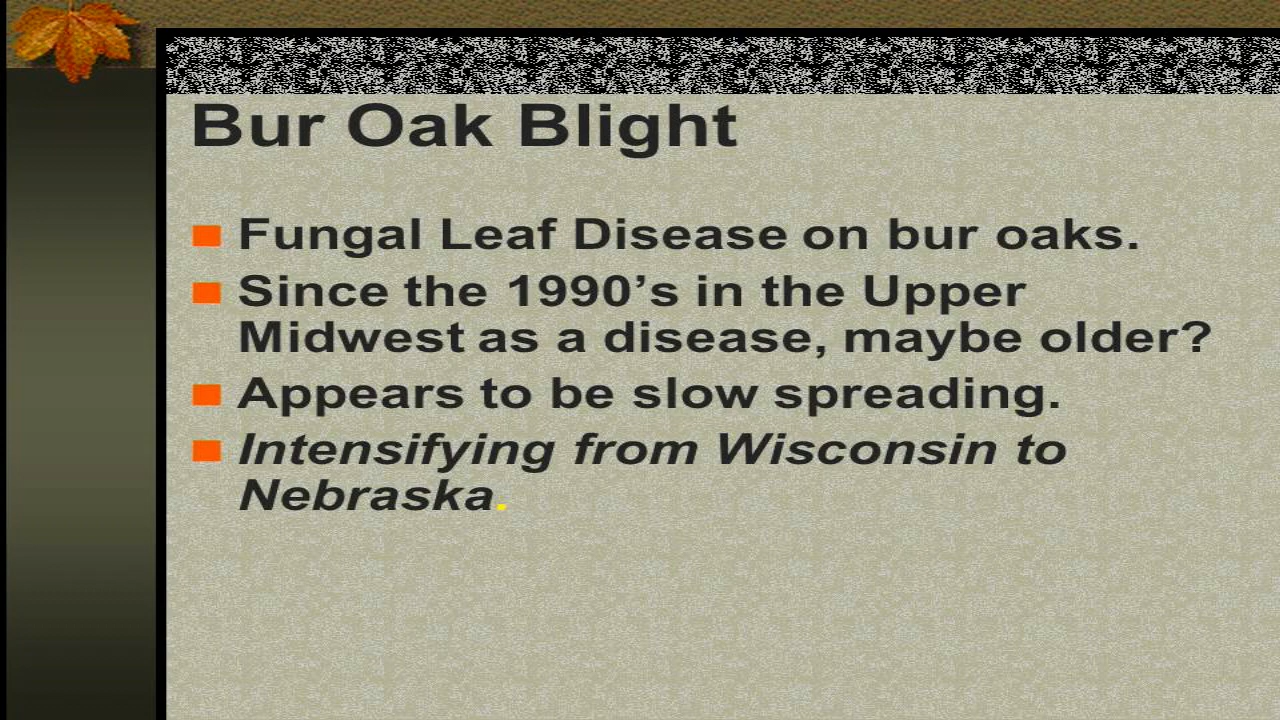 Bur Oak Blight
Fungal Leaf Disease on bur oaks.
Since the 1990’s in the Upper
Midwest as a disease, maybe older?
Appears to be slow spreading.
Intensifying from Wisconsin to
Nebraska.